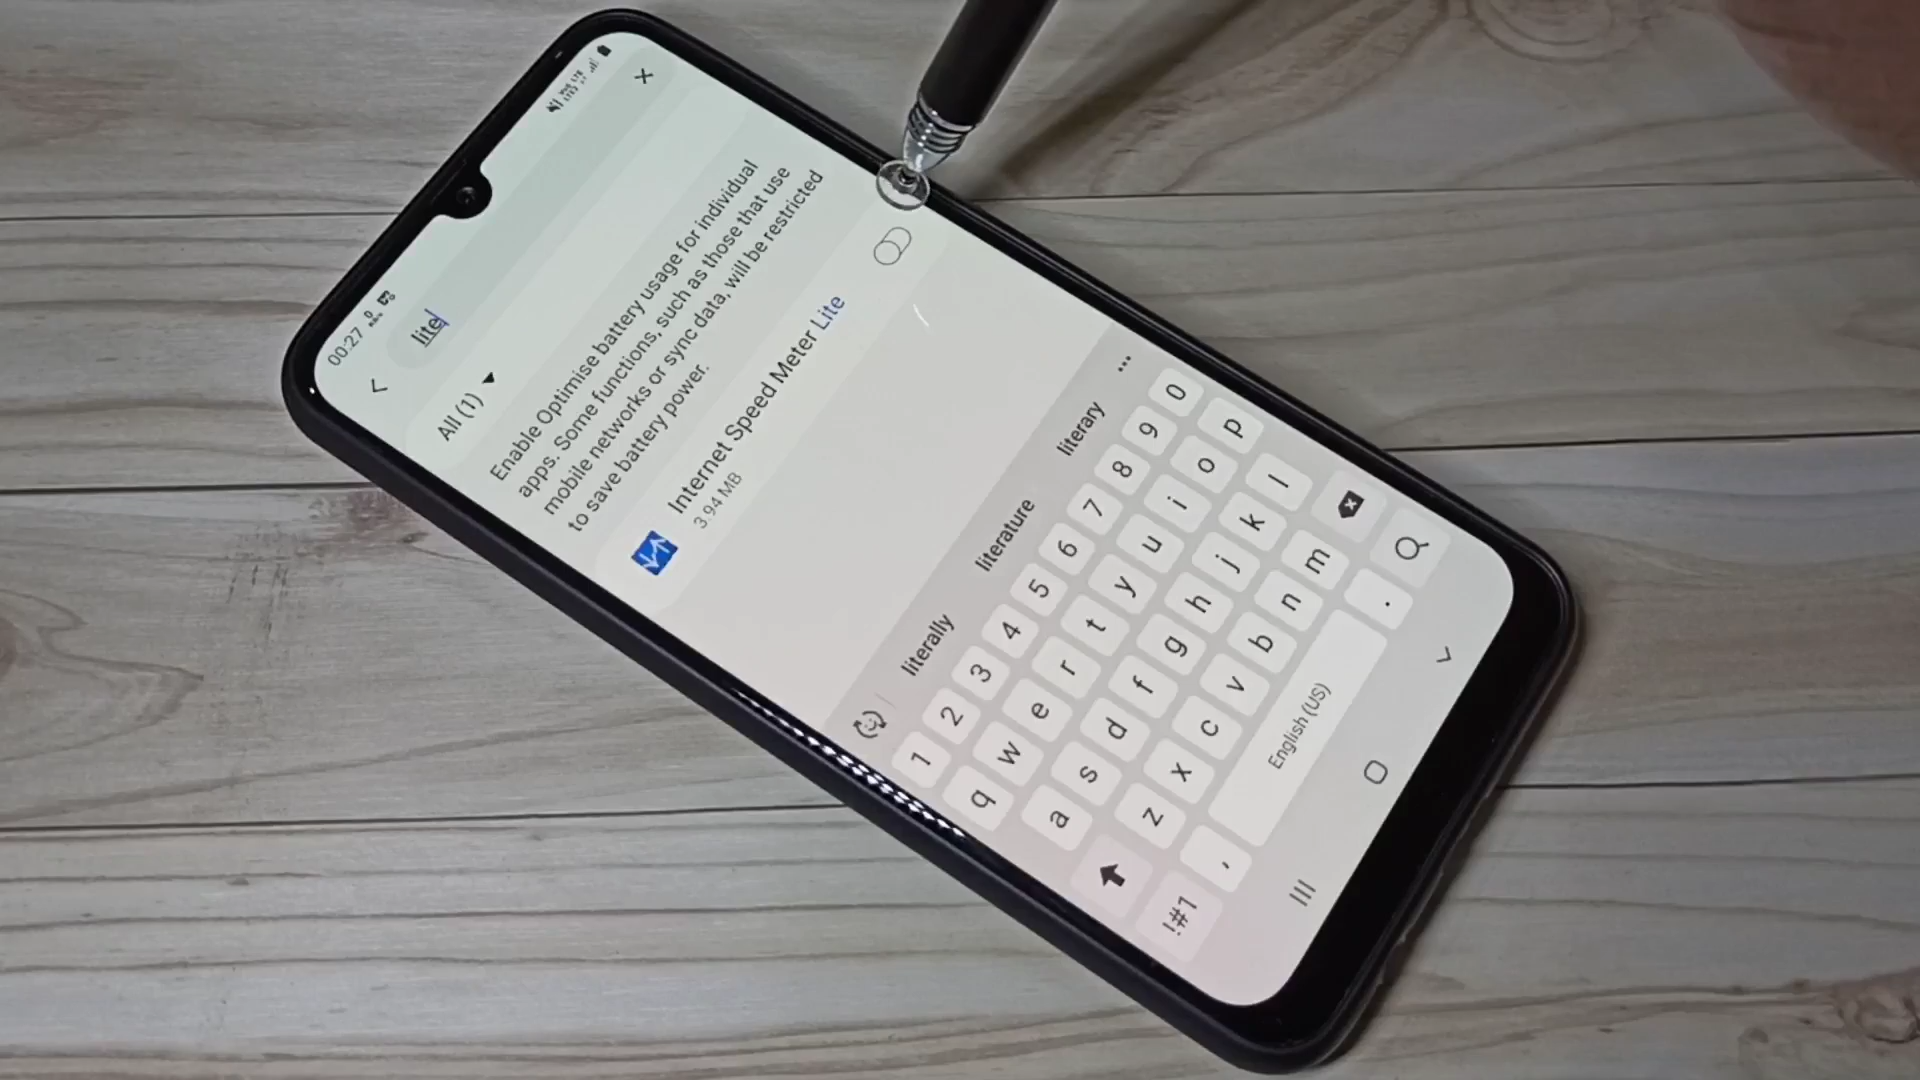 00:27
lite
All (1)
Enable Optimise battery usage for individual
apps. Some functions, such as those that use
mobile networks or sync data, will be restricted
to save battery power.
Internet Speed Meter Lite
3.94 MB
literally literature literary
1 2 3 4 5 6 7 8 9 0
q w e r t y u i o p
a s d f g h j k l
z x c v b n m
!#1 , English (US) .